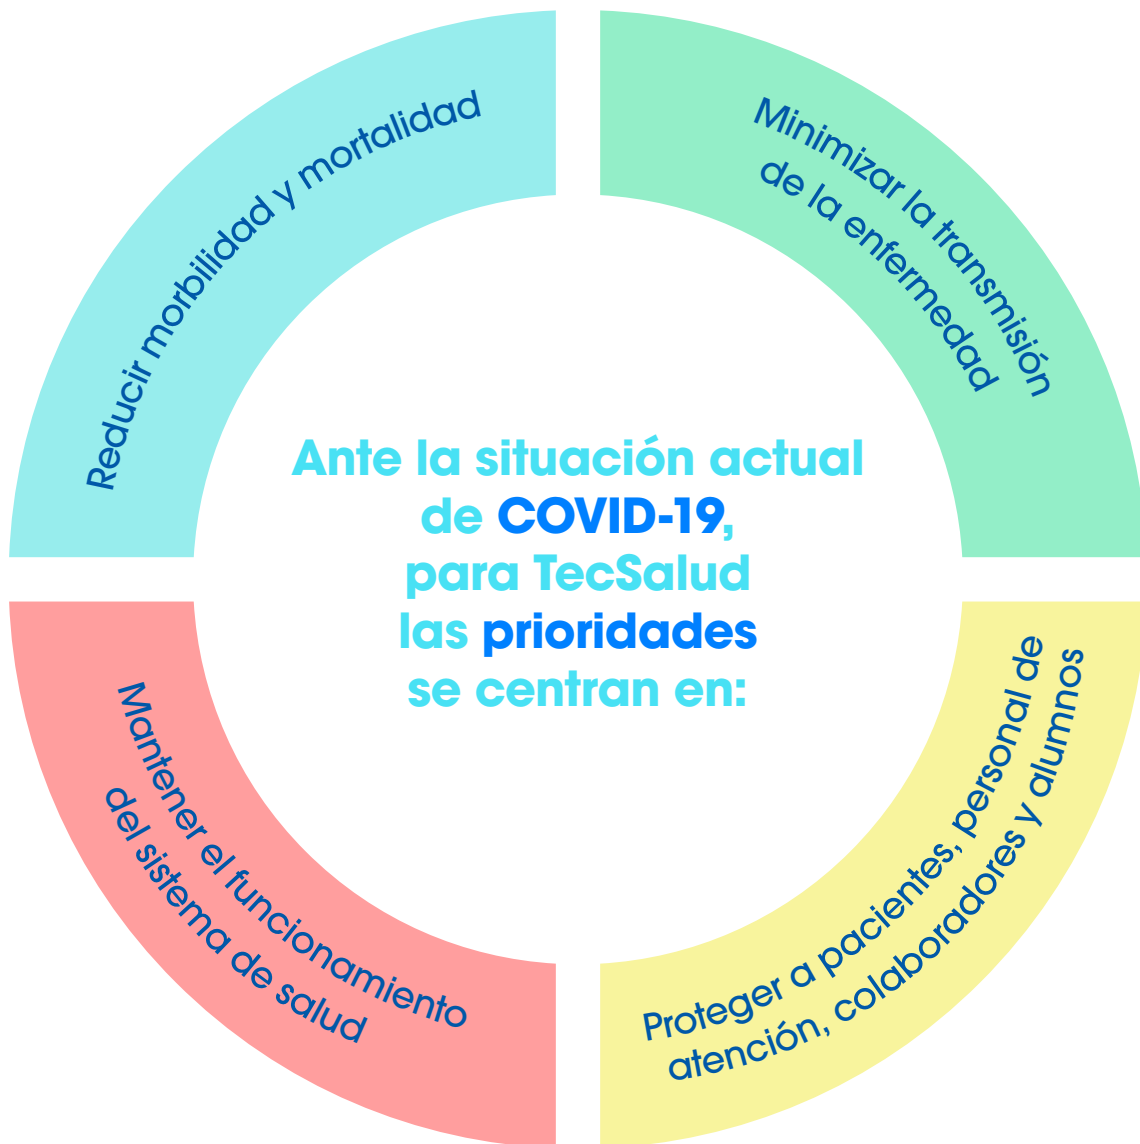 Reducir morbilidad y mortalidad
Minimizar la transmisión
de la enfermedad
Ante la situación actual
de COVID-19,
para TecSalud
las prioridades
se centran en:
Mantener el funcionamiento
del sistema de salud
Proteger a pacientes, personal de
atención, colaboradores y alumnos